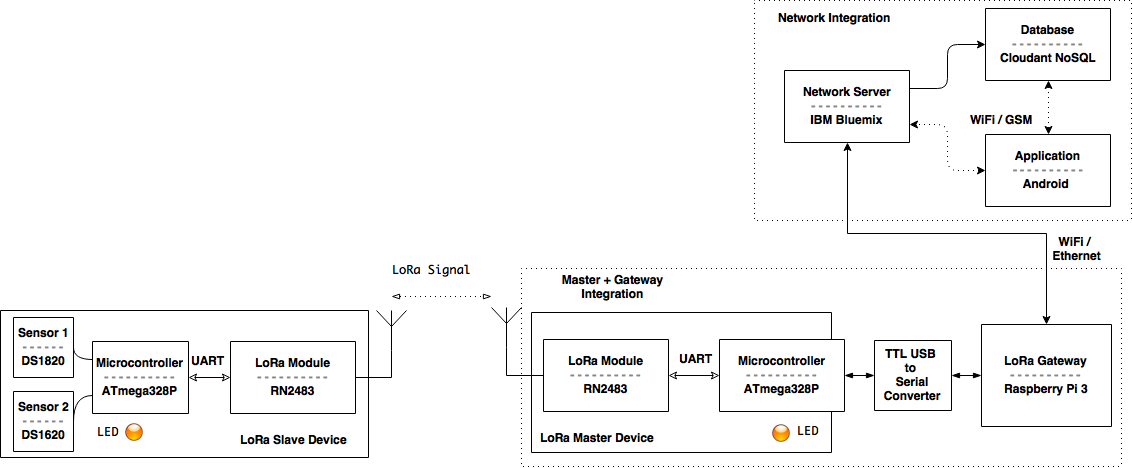 Network Integration
Database
Cloudant NoSQL
Network Server
IBM Bluemix
WiFi / GSM
Application
Android
WiFi /
Ethernet
LoRa Signal
Master + Gateway
Integration
Sensor 1
DS1820
Sensor 2
DS1620
Microcontroller
ATmega328P
UART
LoRa Module
RN2483
LED
LoRa Slave Device
LoRa Module
RN2483
UART
Microcontroller
ATmega328P
LoRa Master Device
LED
TTL USB
to
Serial
Converter
LoRa Gateway
Raspberry Pi 3